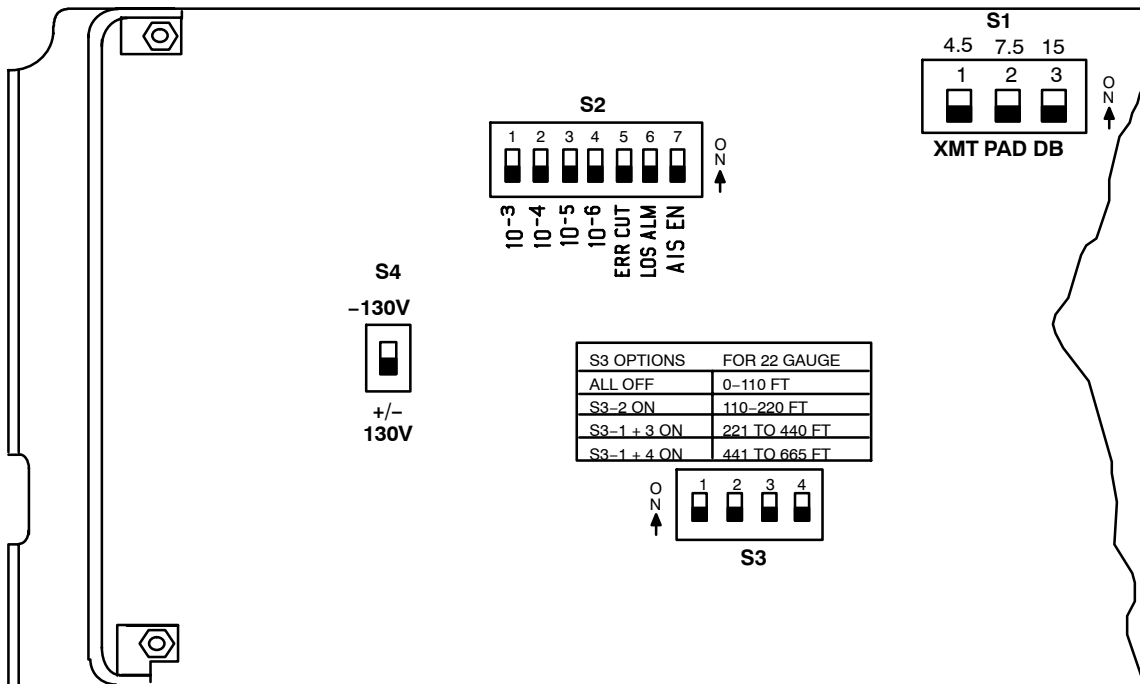 S1
4.5 7.5 15
1 2 3
ON
XMT PAD DB
S2
1 2 3 4 5 6 7
ON
10-3
10-4
10-5
10-6
ERR CUT
LOS ALM
AIS EN
S4
−130V
+/−
130V
S3 OPTIONS FOR 22 GAUGE
ALL OFF 0−110 FT
S3−2 ON 110−220 FT
S3−1 + 3 ON 221 TO 440 FT
S3−1 + 4 ON 441 TO 665 FT
ON
1 2 3 4
S3